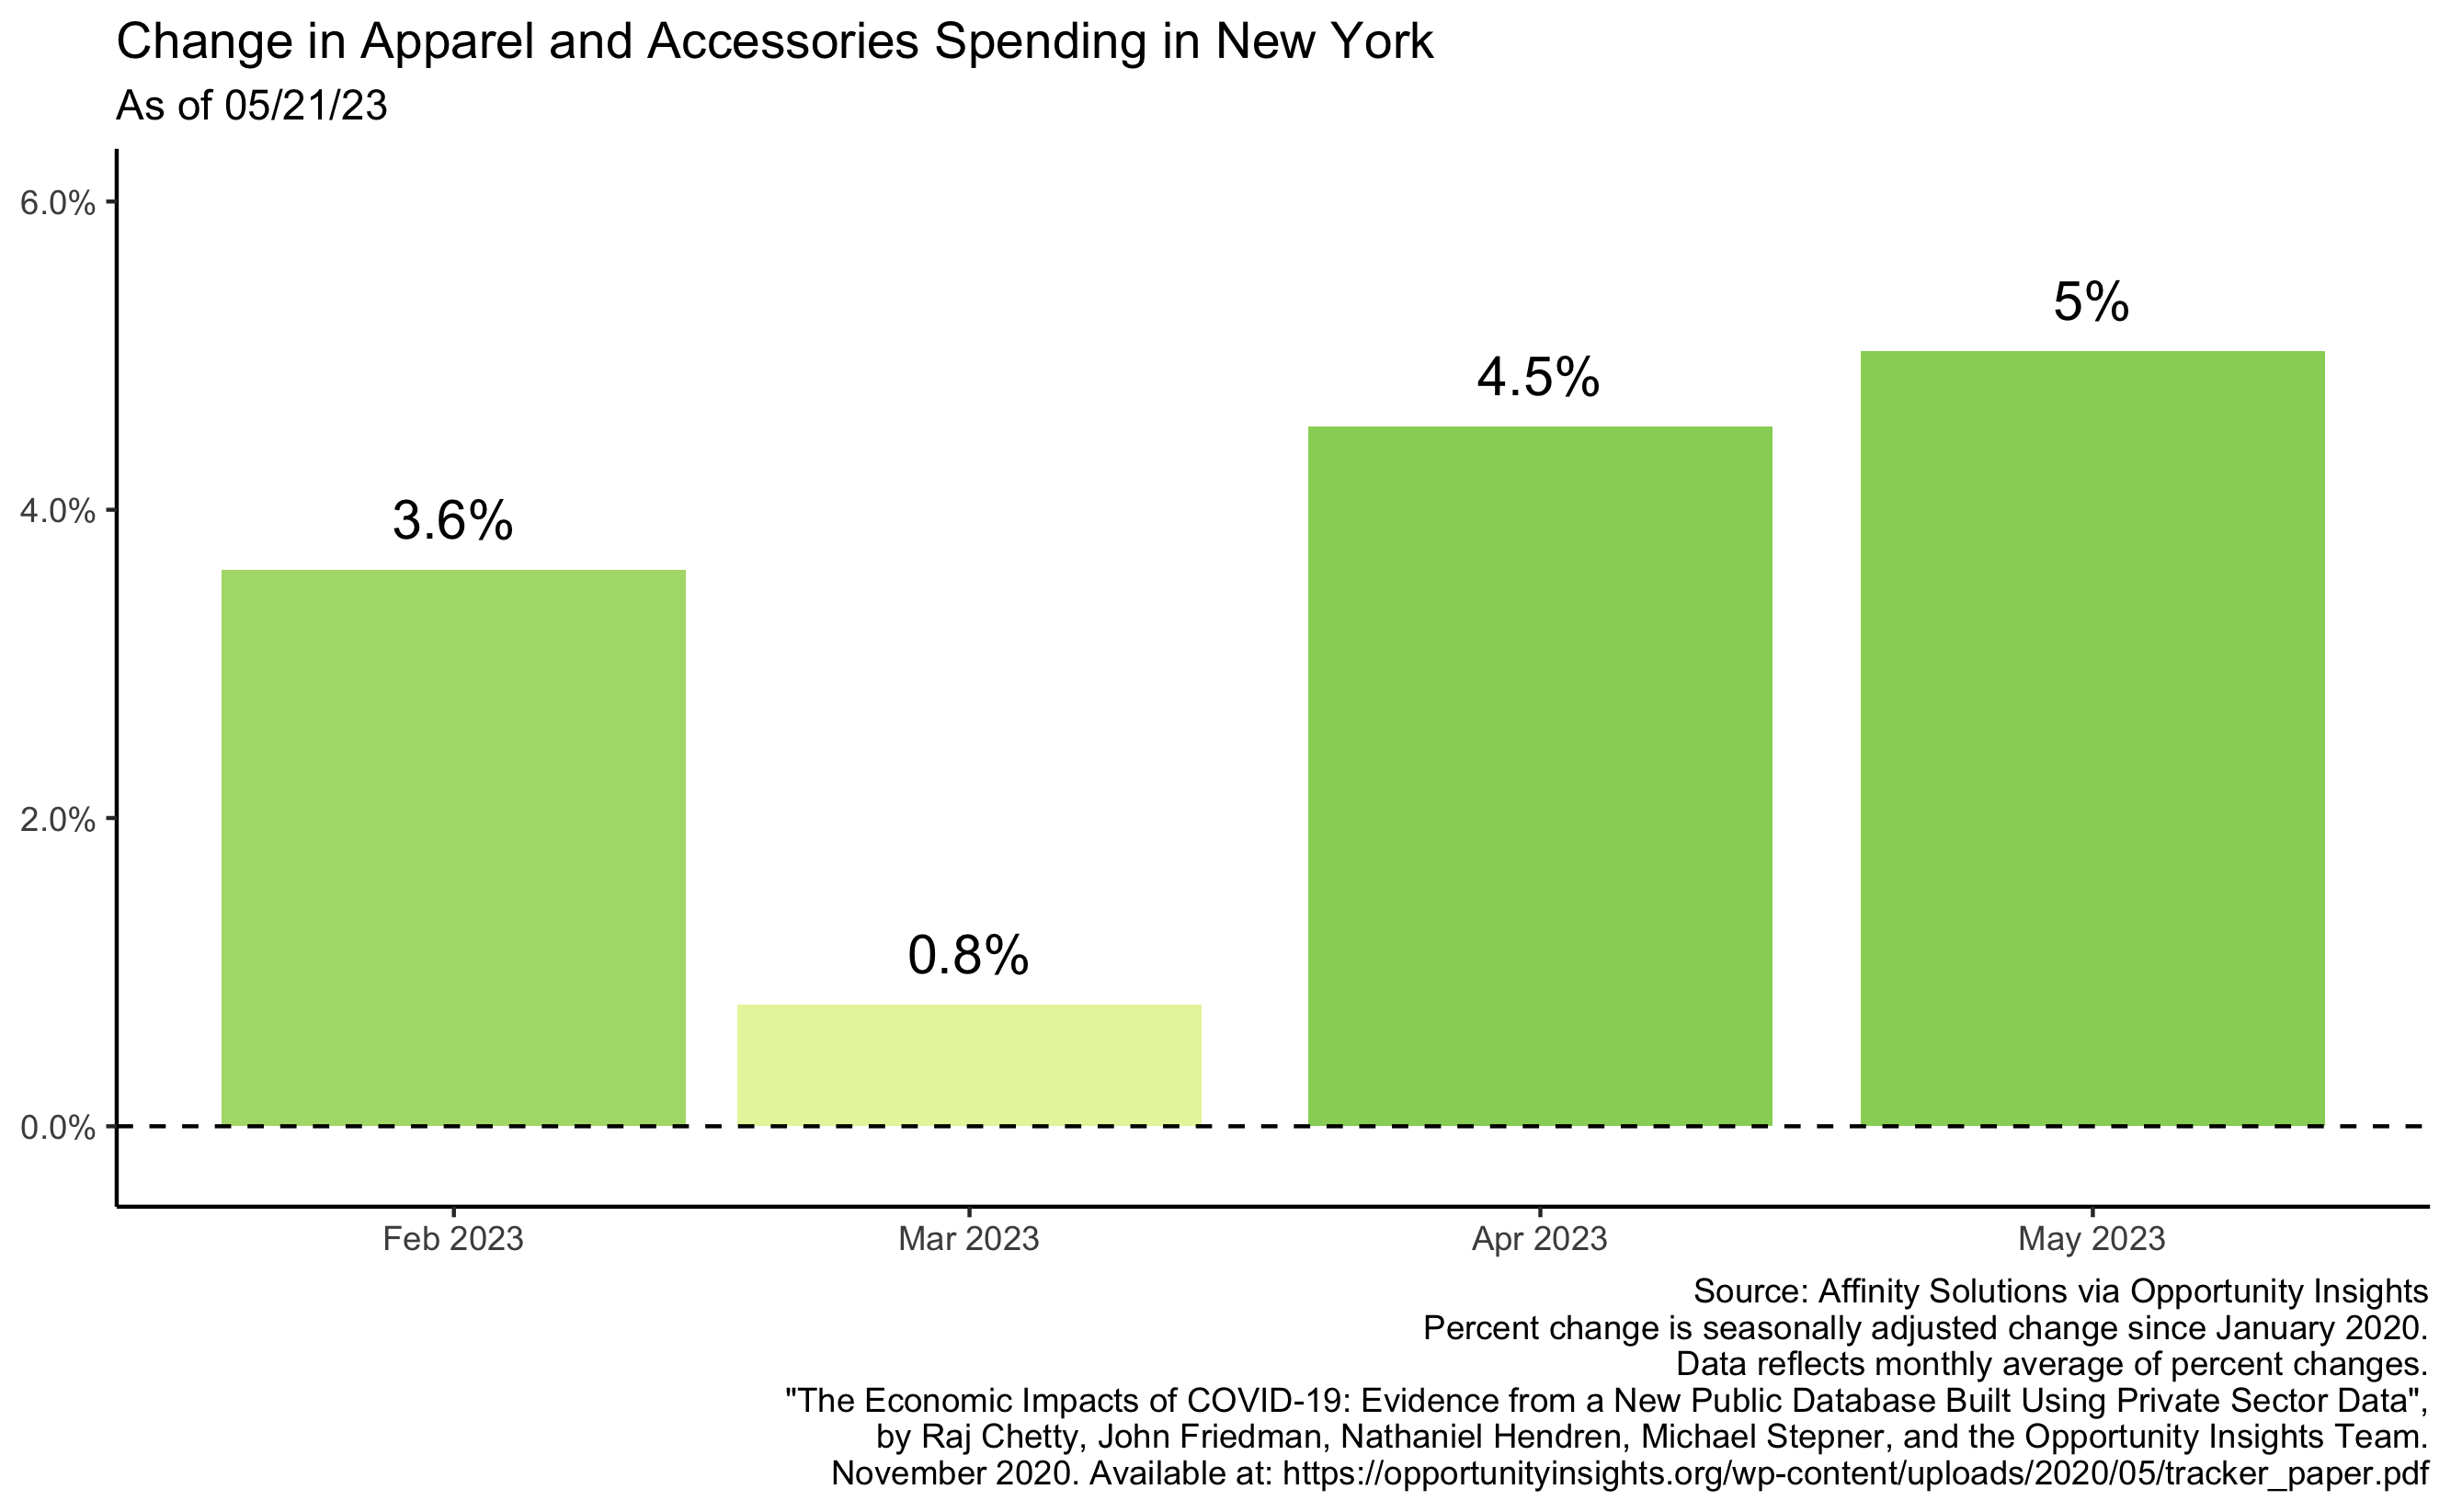 Change in Apparel and Accessories Spending in New York
As of 05/21/23
6.0%
4.0%
2.0%
0.0%
3.6%
0.8%
4.5%
5%
Feb 2023
Mar 2023
Apr 2023
May 2023
Source: Affinity Solutions via Opportunity Insights
Percent change is seasonally adjusted change since January 2020.
Data reflects monthly average of percent changes.
"The Economic Impacts of COVID-19: Evidence from a New Public Database Built Using Private Sector Data",
by Raj Chetty, John Friedman, Nathaniel Hendren, Michael Stepner, and the Opportunity Insights Team.
November 2020. Available at: https://opportunityinsights.org/wp-content/uploads/2020/05/tracker_paper.pdf